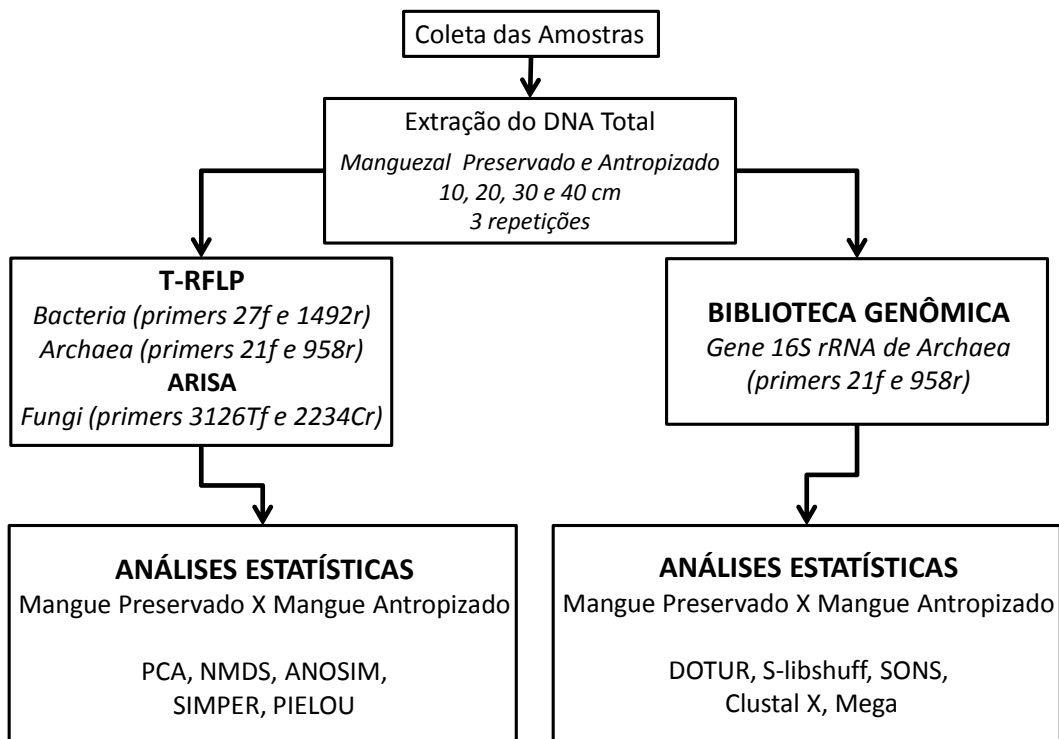 Coleta das Amostras
Extração do DNA Total
Manguezal Preservado e Antropizado
10, 20, 30 e 40 cm
3 repetições
T-RFLP
Bacteria (primers 27f e 1492r)
Archaea (primers 21f e 958r)
ARISA
Fungi (primers 3126Tf e 2234Cr)
BIBLIOTECA GENÔMICA
Gene 16S rRNA de Archaea
(primers 21f e 958r)
ANÁLISES ESTATÍSTICAS
Mangue Preservado X Mangue Antropizado
PCA, NMDS, ANOSIM,
SIMPER, PIELOU
ANÁLISES ESTATÍSTICAS
Mangue Preservado X Mangue Antropizado
DOTUR, S-libshuff, SONS,
Clustal X, Mega